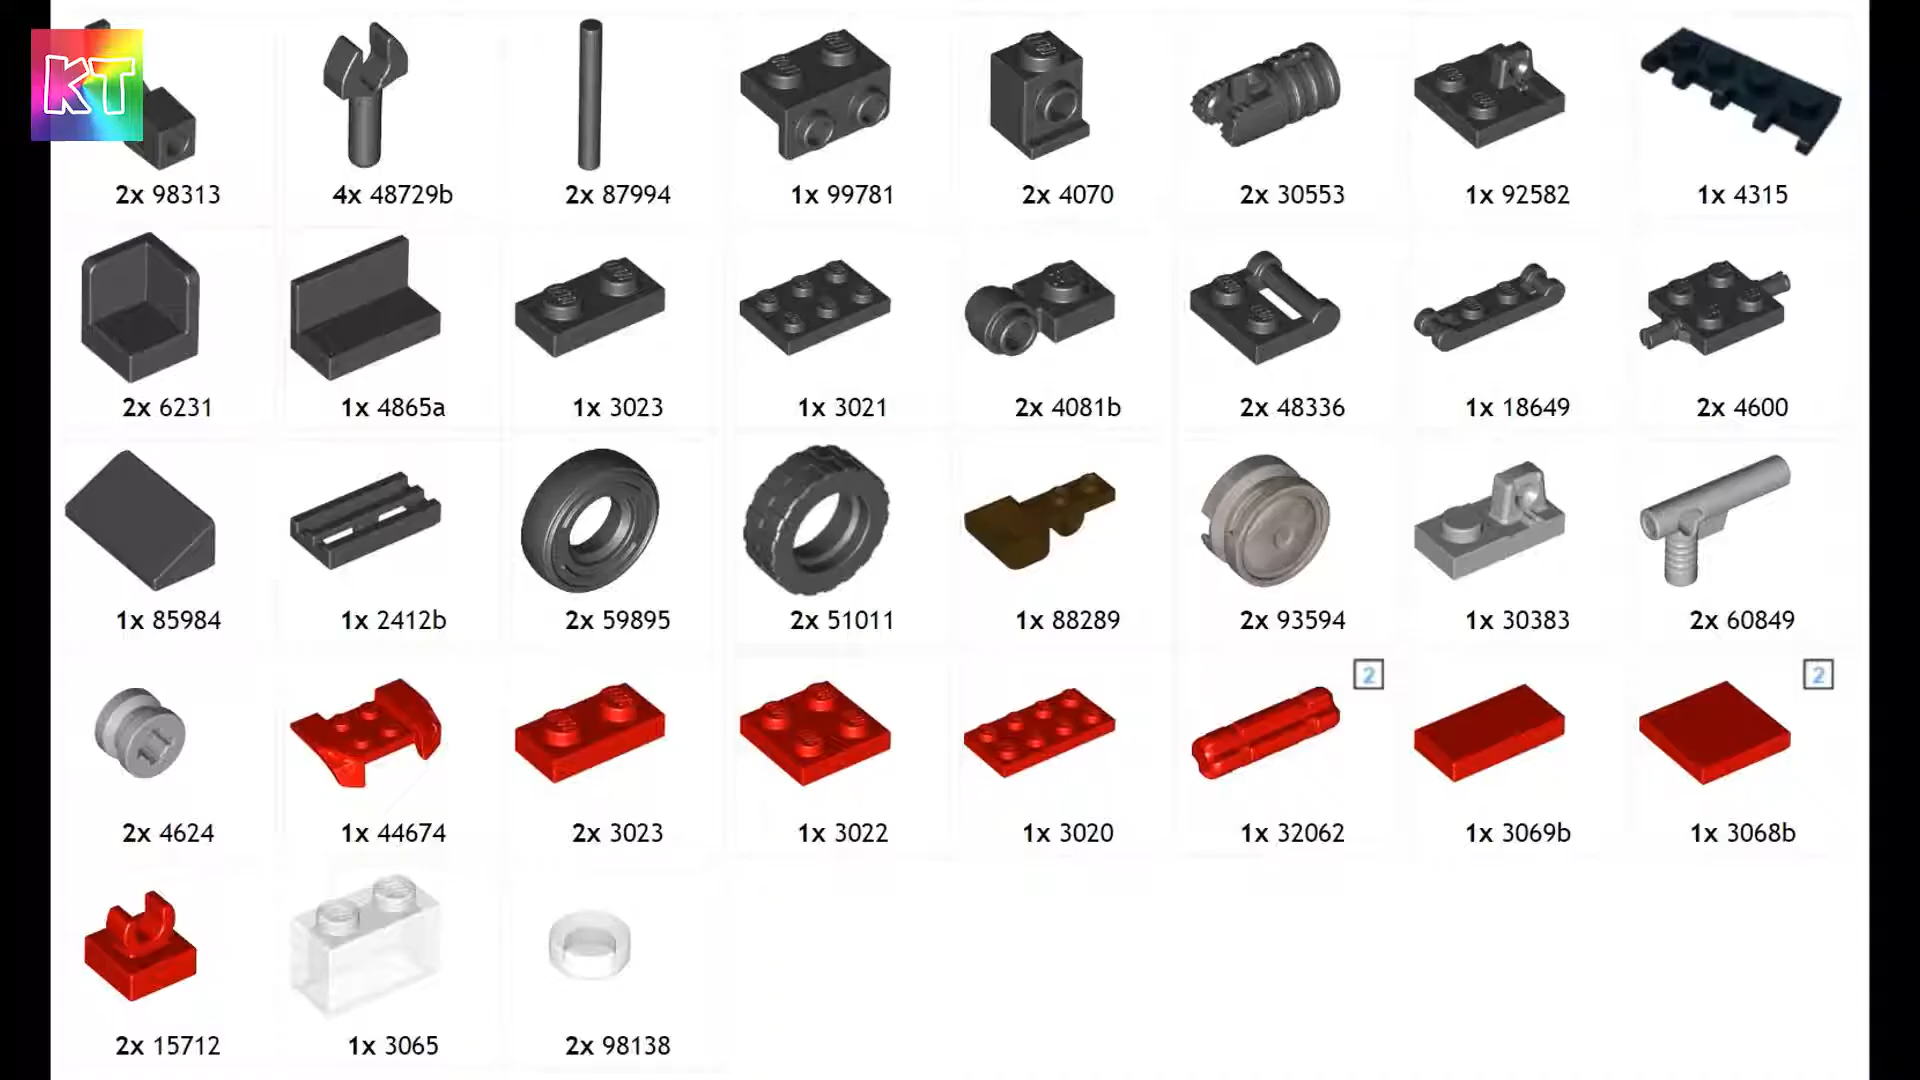 KT
2x 98313 4x 48729b 2x 87994 1x 99781 2x 4070 2x 30553 1x 92582 1x 4315
2x 6231 1x 4865a 1x 3023 1x 3021 2x 4081b 2x 48336 1x 18649 2x 4600
1x 85984 1x 2412b 2x 59895 2x 51011 1x 88289 2x 93594 1x 30383 2x 60849
2 2
2x 4624 1x 44674 2x 3023 1x 3022 1x 3020 1x 32062 1x 3069b 1x 3068b
2x 15712 1x 3065 2x 98138